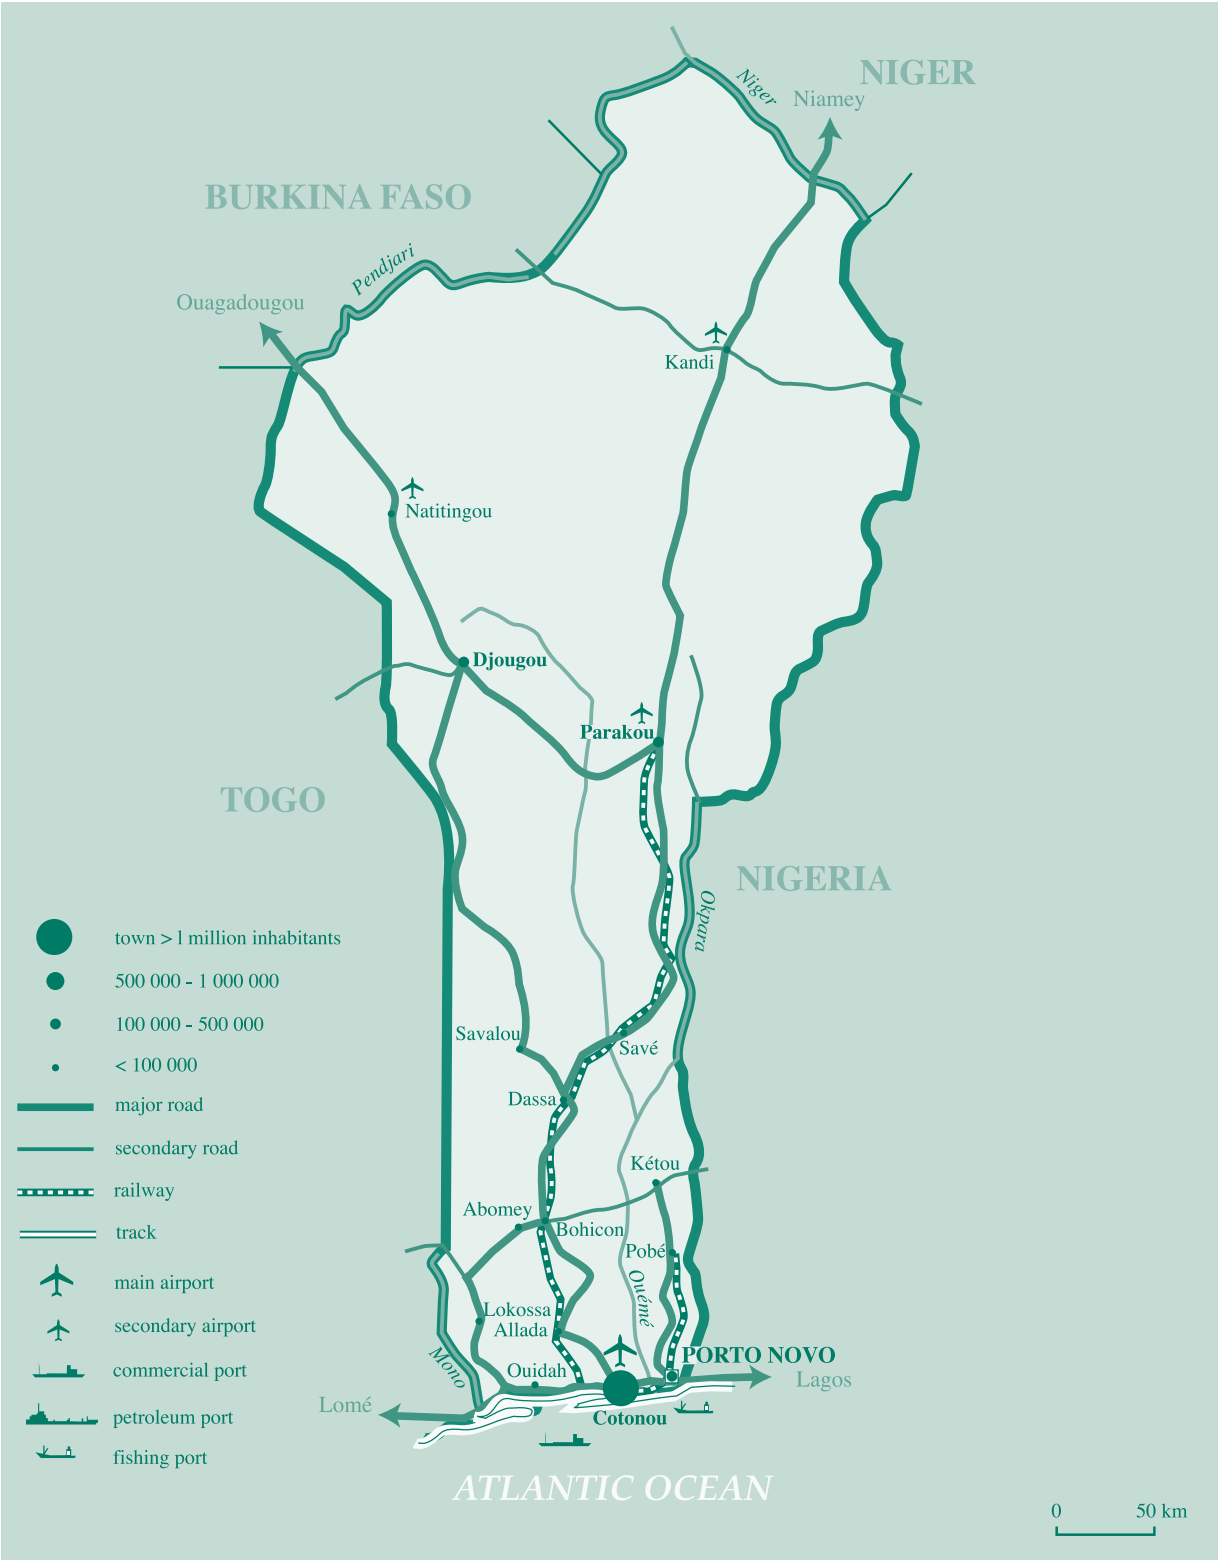 NIGER
Niger
Niamey
BURKINA FASO
Pendjari
Ouagadougou
Kandi
Natitingou
Djougou
Parakou
TOGO
NIGERIA
Okpara
Savalou
Savé
Dassa
Kétou
Abomey
Bohicon
Pobé
Ouémé
Lokossa
Allada
Mono
Ouidah
PORTO NOVO
Lagos
Lomé
Cotonou
ATLANTIC OCEAN
town > l million inhabitants
500 000 - 1 000 000
100 000 - 500 000
< 100 000
major road
secondary road
railway
track
main airport
secondary airport
commercial port
petroleum port
fishing port
0 50 km